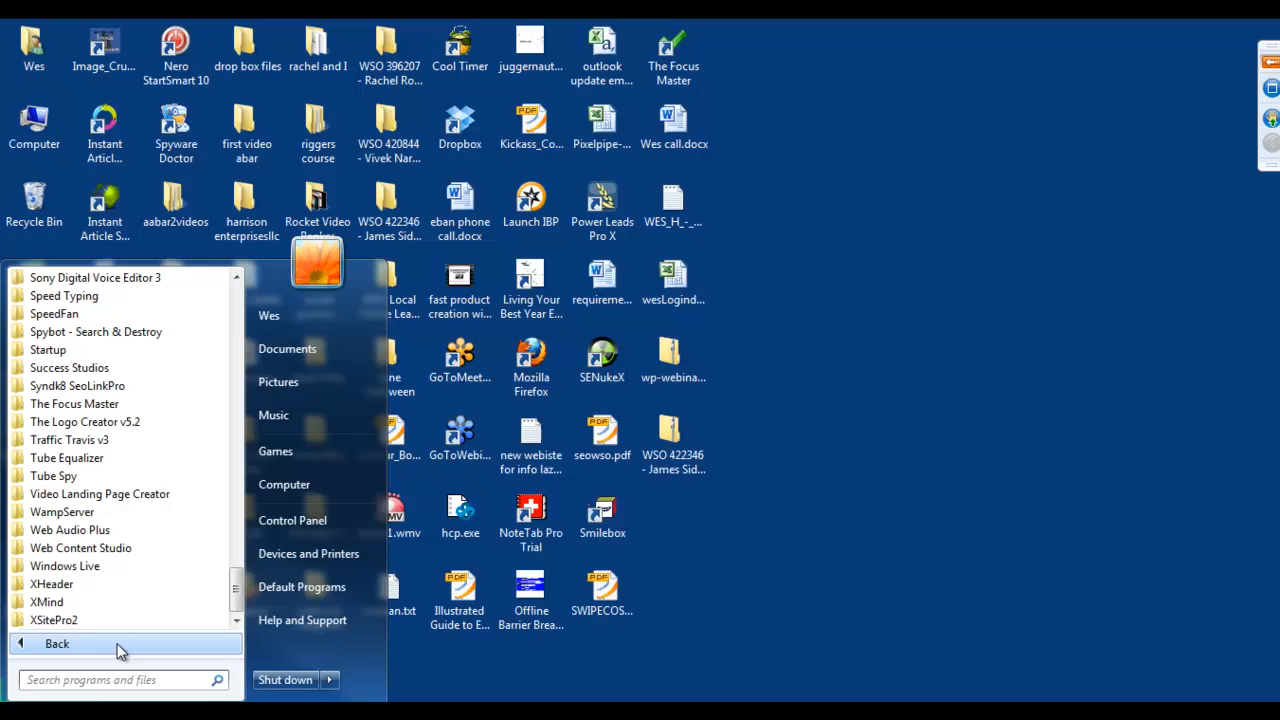 Wes
Image_Cru...
Nero
StartSmart 10
drop box files
rachel and I
WSO 396207
- Rachel Ro...
Cool Timer
juggernaut...
outlook
update em...
The Focus
Master
Computer
Instant
Articl...
Spyware
Doctor
first video
abar
riggers
course
WSO 420844
- Vivek Nar...
Dropbox
Kickass_Co...
Pixelpipe-...
Wes call.docx
Recycle Bin
Instant
Article S...
aabar2videos
harrison
enterprisesllc
Rocket Video
WSO 422346
- James Sid...
eban phone
call.docx
Launch IBP
Power Leads
Pro X
WES_H_-_...
Local
Lea...
fast product
creation wi...
Living Your
Best Year E...
requireme...
wesLogind...
GoToMeet...
Mozilla
Firefox
SENukeX
wp-webina...
GoToWebi...
new webiste
for info laz...
seowso.pdf
WSO 422346
- James Sid...
1.wmv
hcp.exe
NoteTab Pro
Trial
Smilebox
an.txt
Illustrated
Guide to E...
Offline
Barrier Brea...
SWIPECOS...
Sony Digital Voice Editor 3
Speed Typing
SpeedFan
Spybot - Search & Destroy
Startup
Success Studios
Syndk8 SeoLinkPro
The Focus Master
The Logo Creator v5.2
Traffic Travis v3
Tube Equalizer
Tube Spy
Video Landing Page Creator
WampServer
Web Audio Plus
Web Content Studio
Windows Live
XHeader
XMind
XSitePro2
Back
Search programs and files
Wes
Documents
Pictures
Music
Games
Computer
Control Panel
Devices and Printers
Default Programs
Help and Support
Shut down